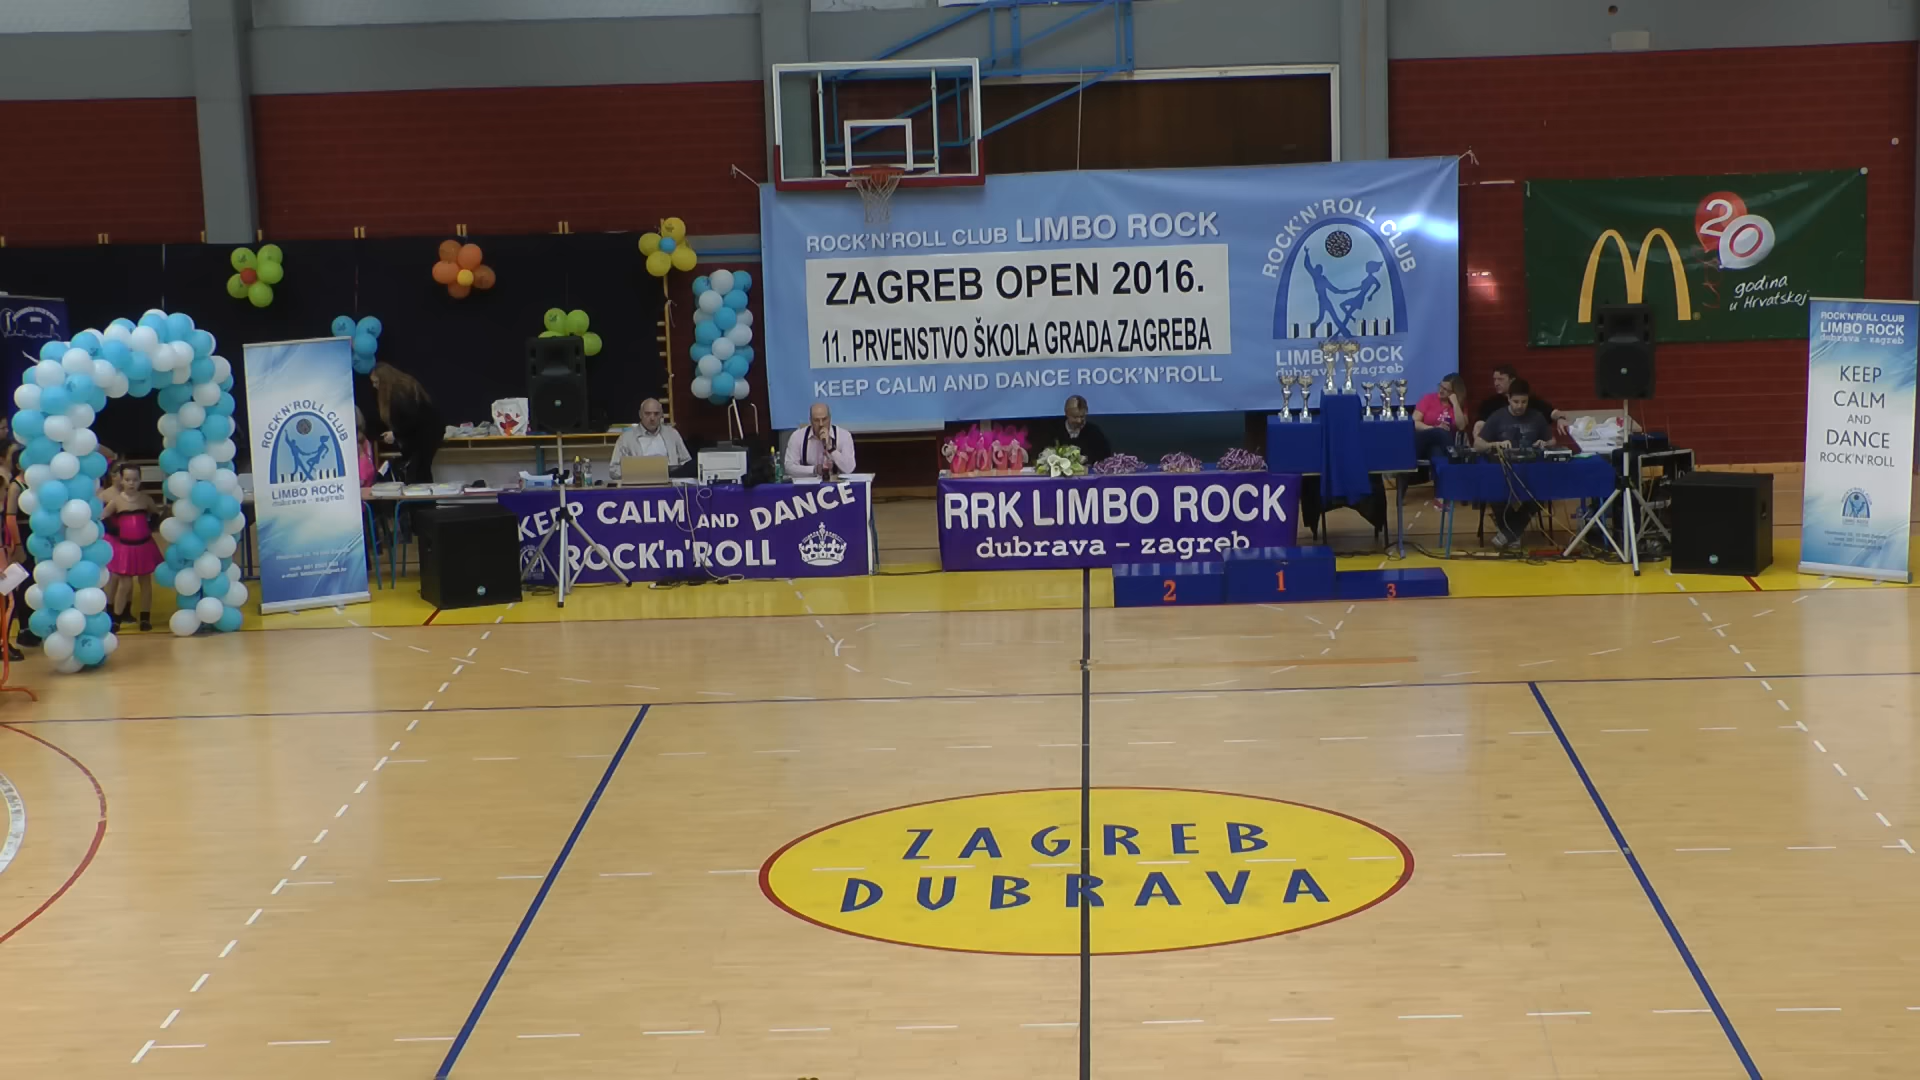 ROCK'N'ROLL CLUB LIMBO ROCK
ZAGREB OPEN 2016.
11. PRVENSTVO ŠKOLA GRADA ZAGREBA
KEEP CALM AND DANCE ROCK'N'ROLL
ROCK'N'ROLL CLUB
LIMBO ROCK
dubrava - zagreb
20
godina
u Hrvatskoj
ROCK'N'ROLL CLUB
LIMBO ROCK
dubrava - zagreb
ROCK'N'ROLL CLUB
LIMBO ROCK
dubrava - zagreb
KEEP
CALM
AND
DANCE
ROCK'N'ROLL
KEEP CALM AND DANCE
ROCK'n'ROLL
RRK LIMBO ROCK
dubrava - zagreb
2
1
3
ZAGREB
DUBRAVA